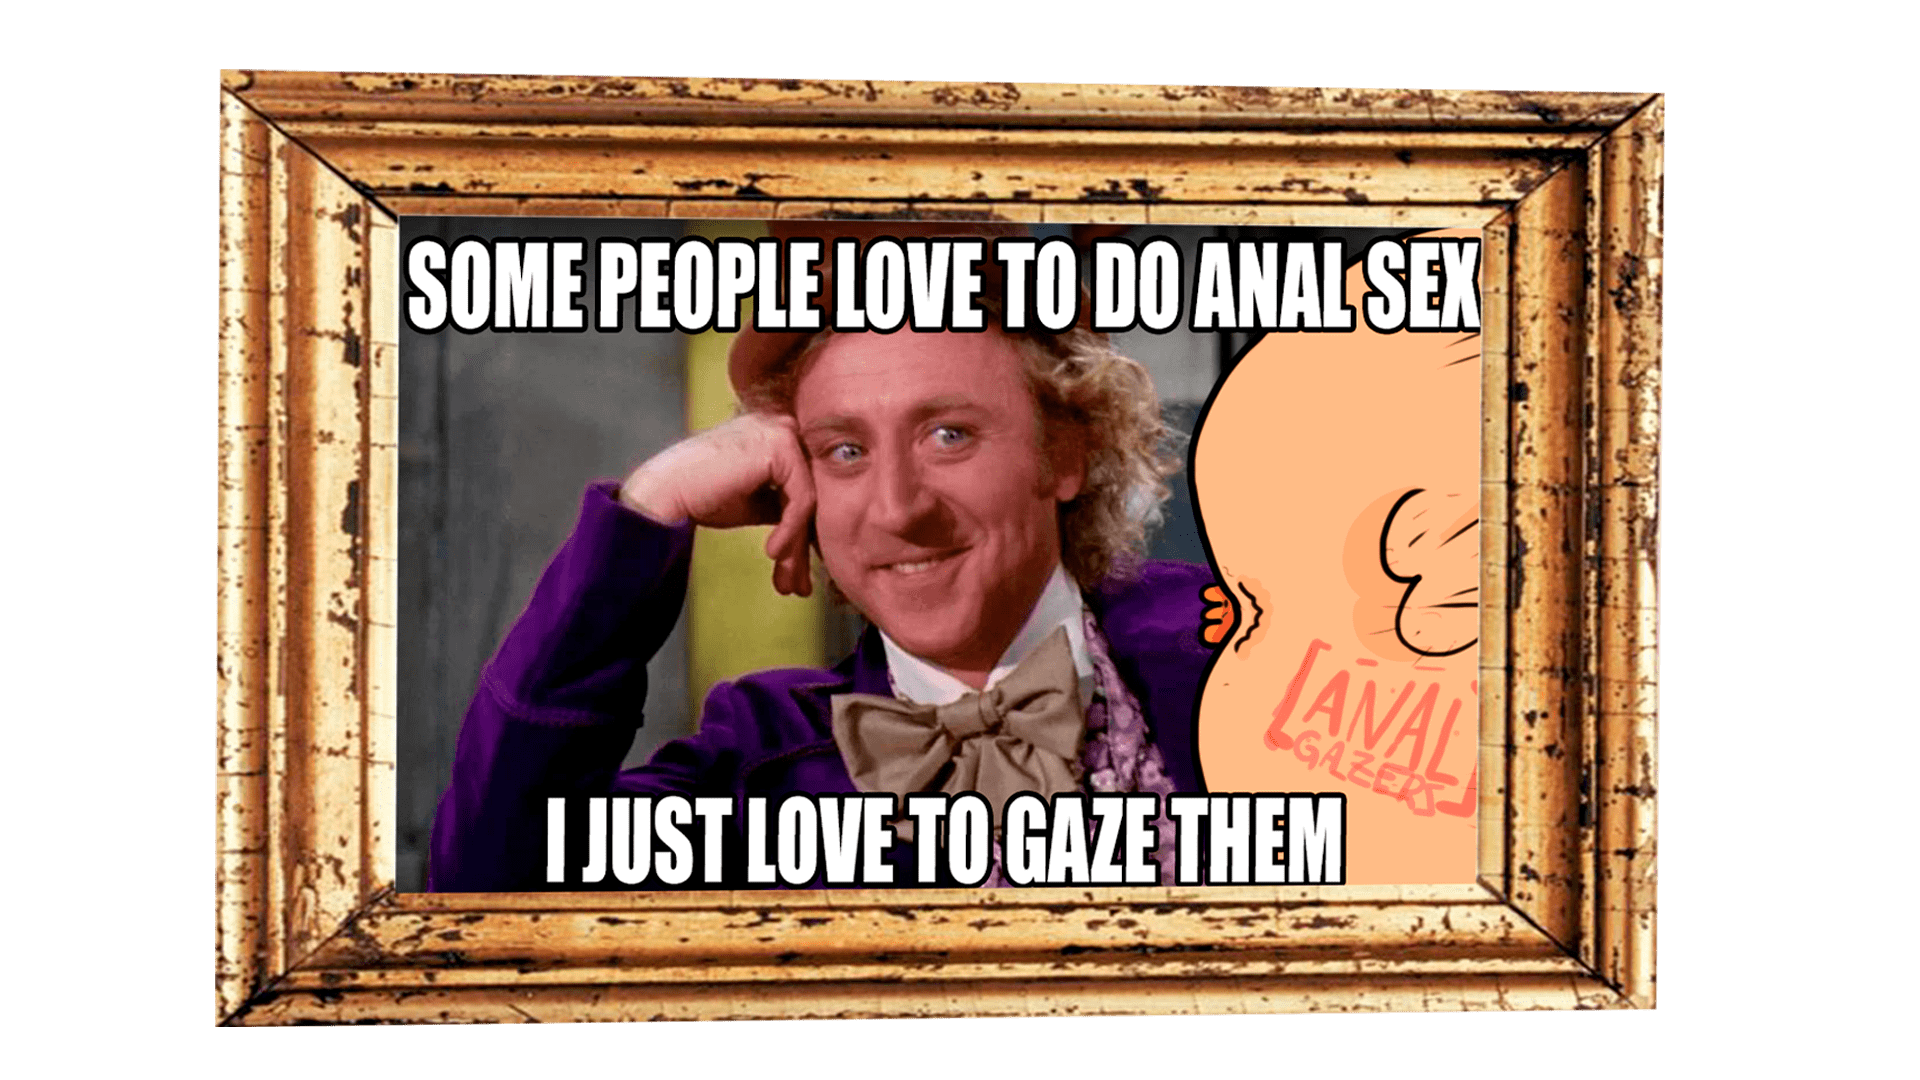 SOME PEOPLE LOVE TO DO ANAL SEX
[ANAL
GAZERS]
I JUST LOVE TO GAZE THEM